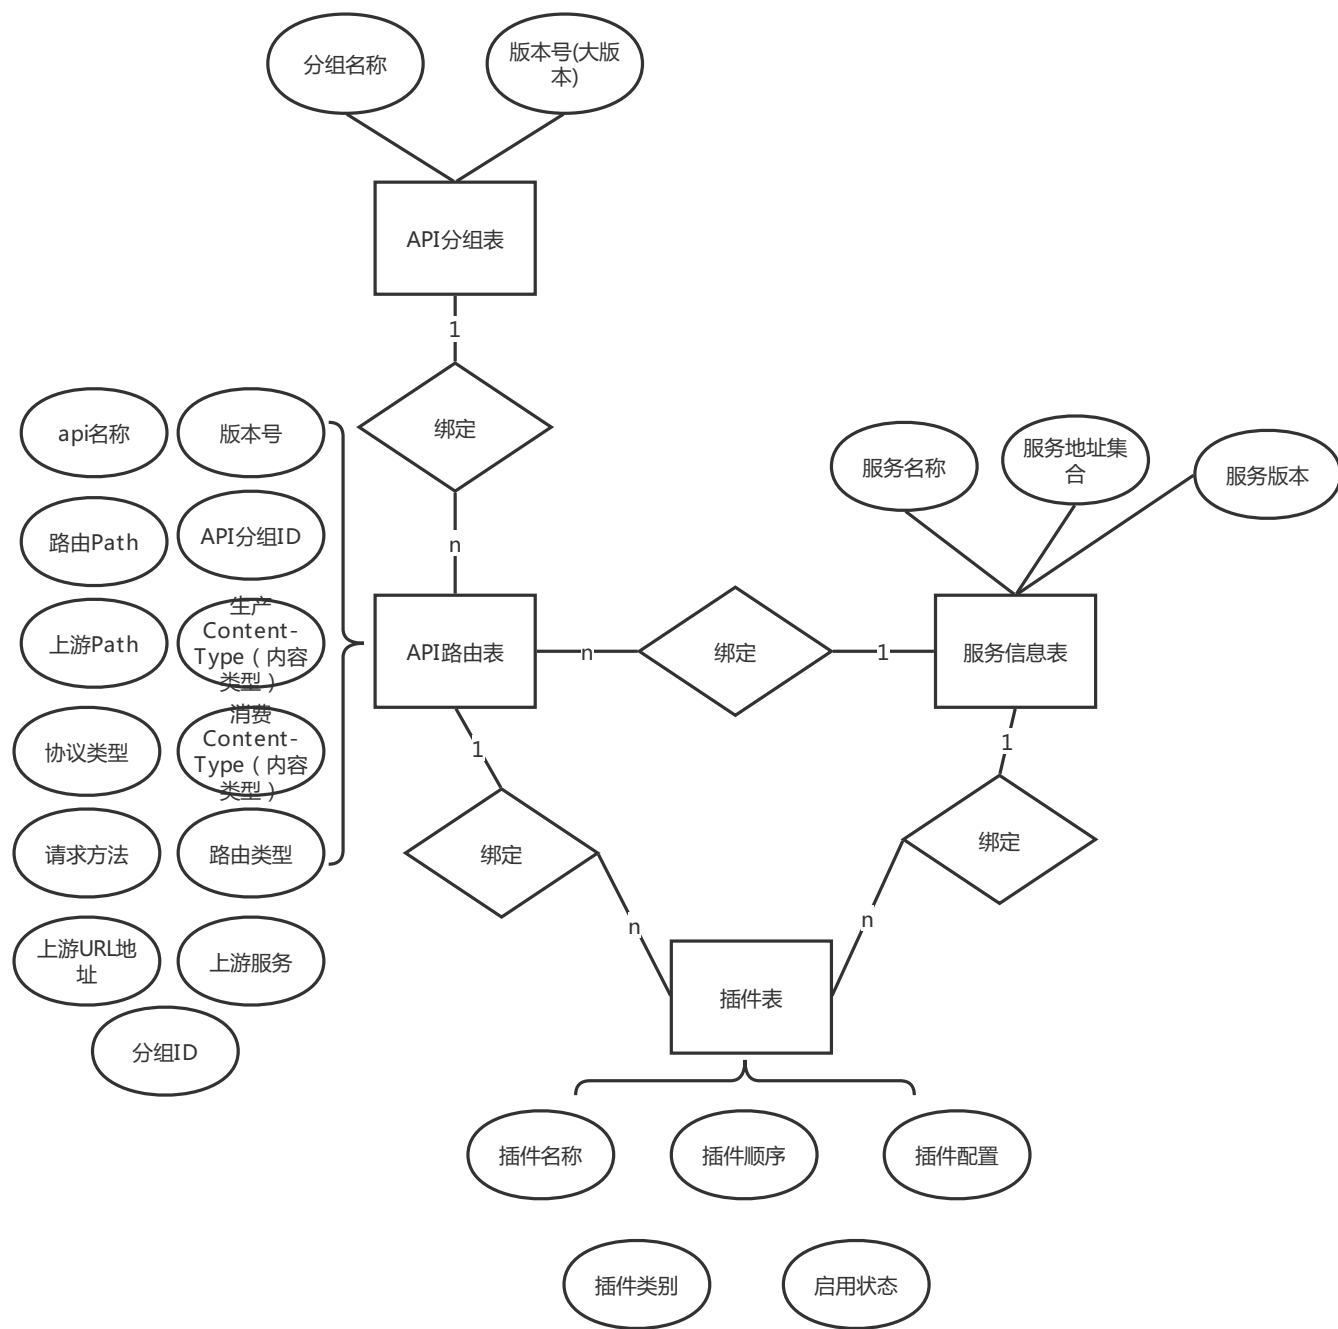 分组名称
版本号(大版
本)
API分组表
1
绑定
n
api名称
版本号
路由Path
API分组ID
上游Path
生产
Content-
Type（内容
类型）
协议类型
消费
Content-
Type（内容
类型）
请求方法
路由类型
上游URL地
址
上游服务
分组ID
API路由表
n
绑定
1
服务名称
服务地址集
合
服务版本
服务信息表
1
绑定
n
1
绑定
n
插件表
插件名称
插件顺序
插件配置
插件类别
启用状态